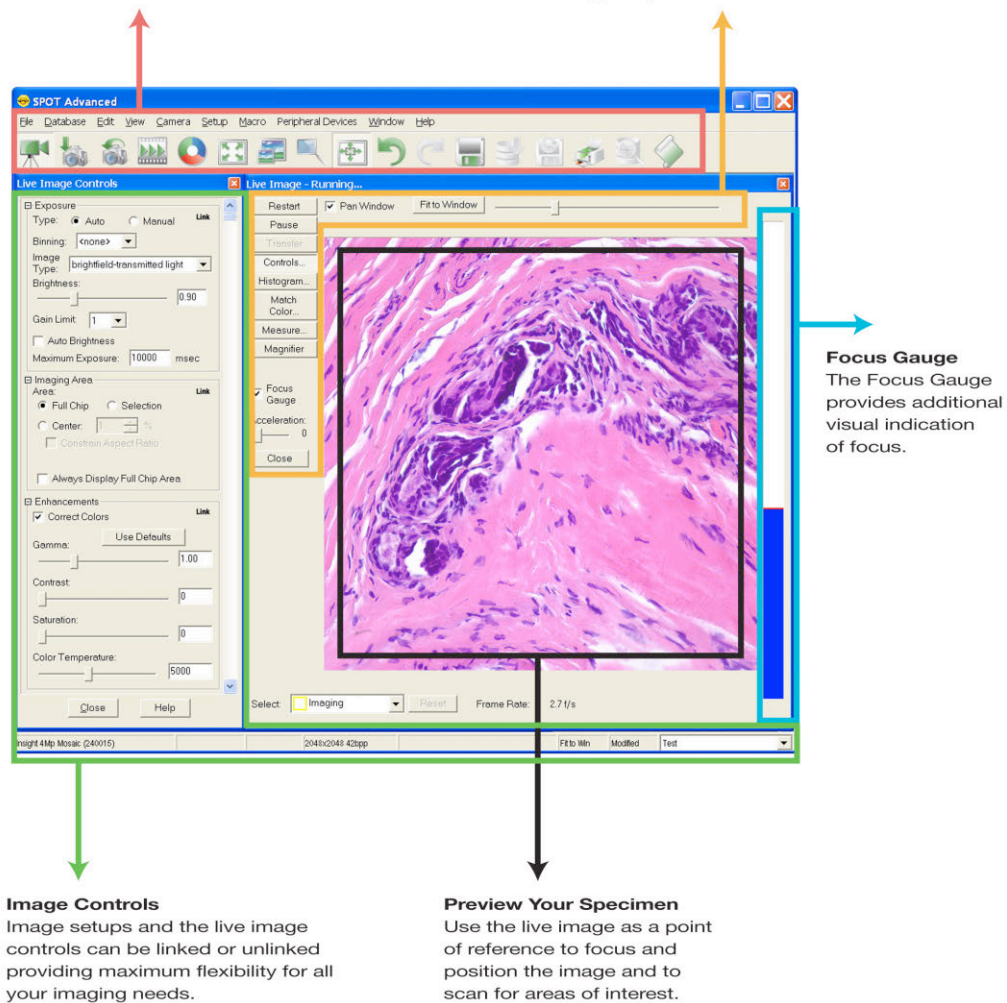 SPOT Advanced
File Database Edit View Camera Setup Macro Peripheral Devices Window Help
Live Image Controls
Exposure
Type: Auto Manual Link
Binning: <none>
Image
Type: brightfield-transmitted light
Brightness:
0.90
Gain Limit: 1
Auto Brightness
Maximum Exposure: 10000 msec
Imaging Area
Area: Link
Full Chip Selection
Center: 1 %
Constrain Aspect Ratio
Always Display Full Chip Area
Enhancements
Correct Colors Link
Use Defaults
Gamma:
1.00
Contrast:
0
Saturation:
0
Color Temperature:
5000
Close Help
Live Image - Running...
Restart Pan Window Fit to Window
Pause
Transfer
Controls...
Histogram...
Match
Color...
Measure...
Magnifier
Focus
Gauge
Acceleration:
0
Close
Select: Imaging Reset Frame Rate: 2.7 f/s
Insight 4Mp Mosaic (240015) 2048x2048 42bpp Fit to Win Modified Test
Focus Gauge
The Focus Gauge
provides additional
visual indication
of focus.
Image Controls
Image setups and the live image
controls can be linked or unlinked
providing maximum flexibility for all
your imaging needs.
Preview Your Specimen
Use the live image as a point
of reference to focus and
position the image and to
scan for areas of interest.